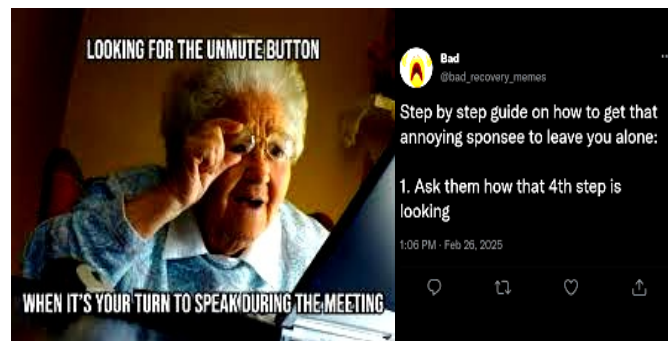 LOOKING FOR THE UNMUTE BUTTON
WHEN IT'S YOUR TURN TO SPEAK DURING THE MEETING
Bad
@bad_recovery_memes
Step by step guide on how to get that
annoying sponsee to leave you alone:
1. Ask them how that 4th step is
looking
1:06 PM · Feb 26, 2025